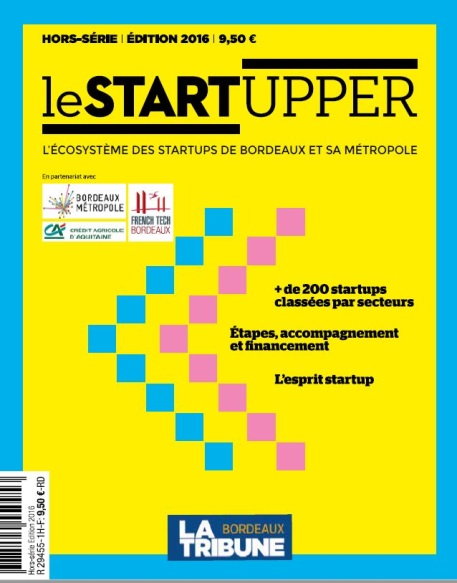 HORS-SÉRIE | ÉDITION 2016 | 9,50 €
leSTARTUPPER
L'ÉCOSYSTÈME DES STARTUPS DE BORDEAUX ET SA MÉTROPOLE
En partenariat avec
BORDEAUX
MÉTROPOLE
CA CRÉDIT AGRICOLE
D'AQUITAINE
FRENCH TECH
BORDEAUX
+ de 200 startups
classées par secteurs
Étapes, accompagnement
et financement
L'esprit startup
Hors-série Edition 2016
R 29455-1H-F: 9,50 €-RD
LA BORDEAUX
TRIBUNE